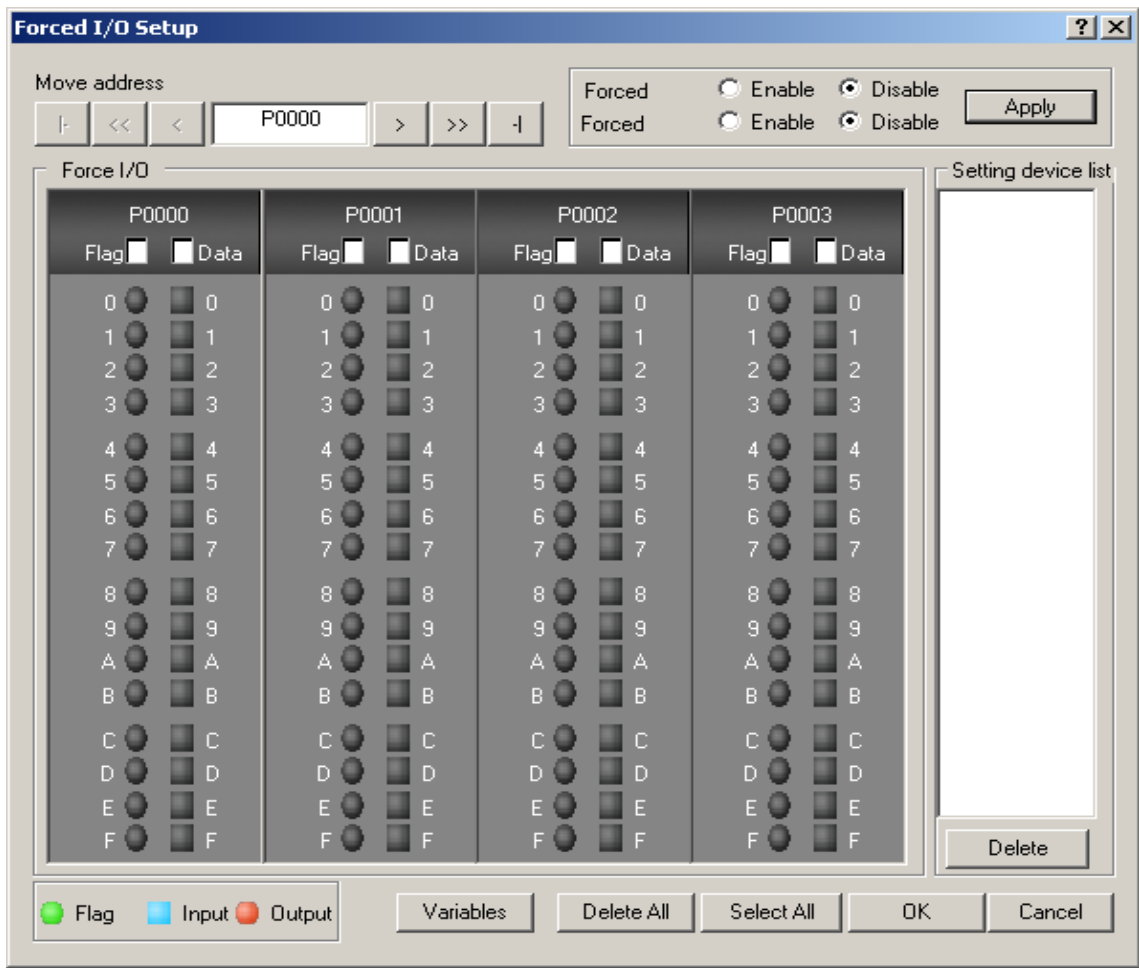 Forced I/O Setup
Move address
|- << < P0000 > >> -|
Forced Enable Disable
Forced Enable Disable
Apply
Force I/O
Setting device list
P0000 P0001 P0002 P0003
Flag Data Flag Data Flag Data Flag Data
0 0 0 0 0 0 0 0
1 1 1 1 1 1 1 1
2 2 2 2 2 2 2 2
3 3 3 3 3 3 3 3
4 4 4 4 4 4 4 4
5 5 5 5 5 5 5 5
6 6 6 6 6 6 6 6
7 7 7 7 7 7 7 7
8 8 8 8 8 8 8 8
9 9 9 9 9 9 9 9
A A A A A A A A
B B B B B B B B
C C C C C C C C
D D D D D D D D
E E E E E E E E
F F F F F F F F
Delete
Flag Input Output
Variables Delete All Select All OK Cancel